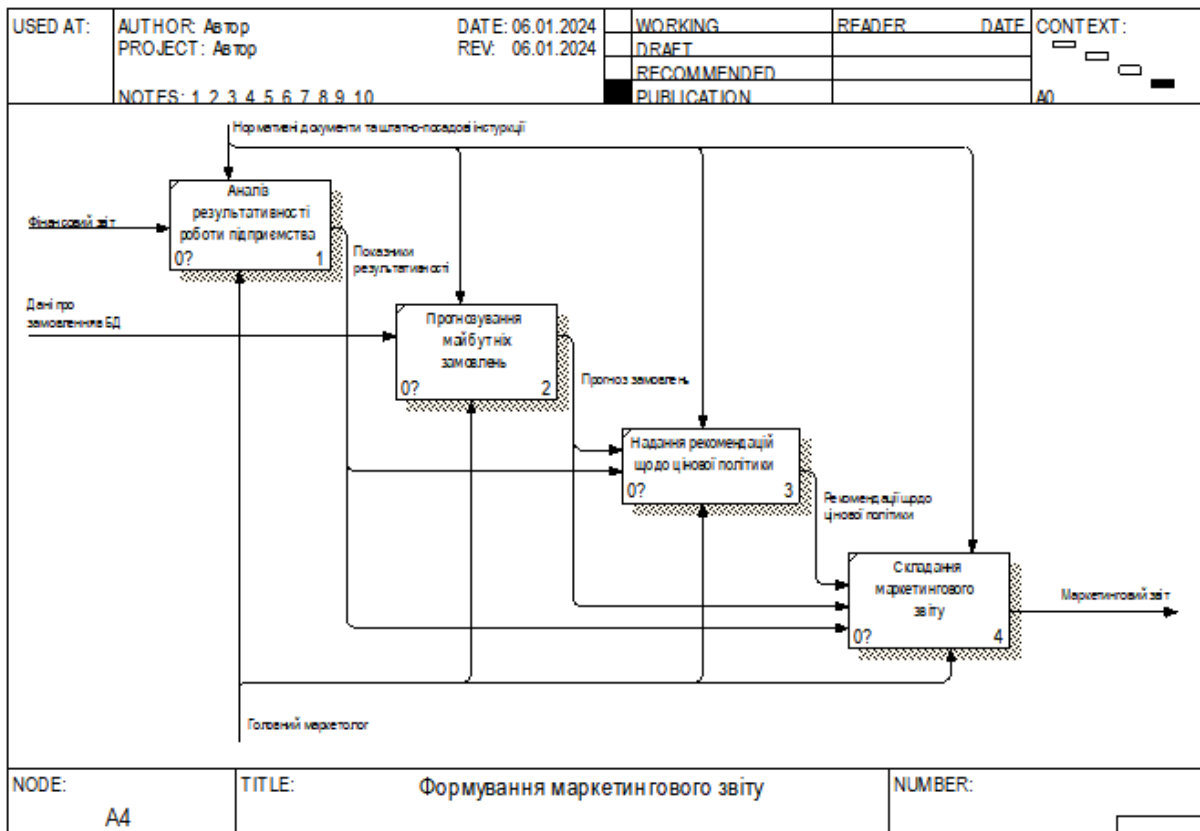 USED AT:
AUTHOR: Автор
DATE: 06.01.2024
PROJECT: Автор
REV: 06.01.2024
NOTES: 1 2 3 4 5 6 7 8 9 10
WORKING
DRAFT
RECOMMENDED
PUBLICATION
READER
DATE
CONTEXT:
A0
Нормативні документи та штатно-посадові інстуркції
Аналіз
результативності
роботи підприємства
0?
1
Фінансовий звіт
Показники
результативності
Дані про
замовлення в БД
Прогнозування
майбутніх
замовлень
0?
2
Прогноз замовлень
Надання рекомендацій
щодо цінової політики
0?
3
Рекомендації щодо
цінової політики
Складання
маркетингового
звіту
0?
4
Маркетинговий звіт
Головний маркетолог
NODE:
A4
TITLE:
Формування маркетингового звіту
NUMBER: